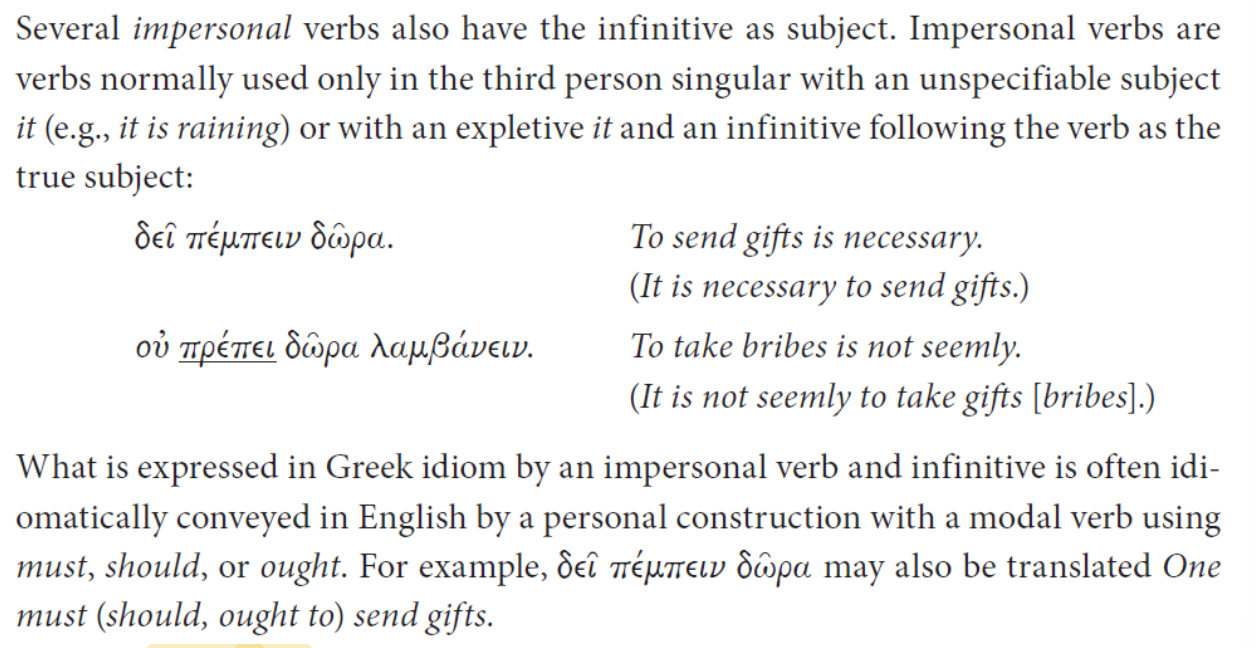 Several impersonal verbs also have the infinitive as subject. Impersonal verbs are
verbs normally used only in the third person singular with an unspecifiable subject
it (e.g., it is raining) or with an expletive it and an infinitive following the verb as the
true subject:
δεῖ πέμπειν δῶρα. To send gifts is necessary.
(It is necessary to send gifts.)
οὐ πρέπει δῶρα λαμβάνειν. To take bribes is not seemly.
(It is not seemly to take gifts [bribes].)
What is expressed in Greek idiom by an impersonal verb and infinitive is often idi-
omatically conveyed in English by a personal construction with a modal verb using
must, should, or ought. For example, δεῖ πέμπειν δῶρα may also be translated One
must (should, ought to) send gifts.